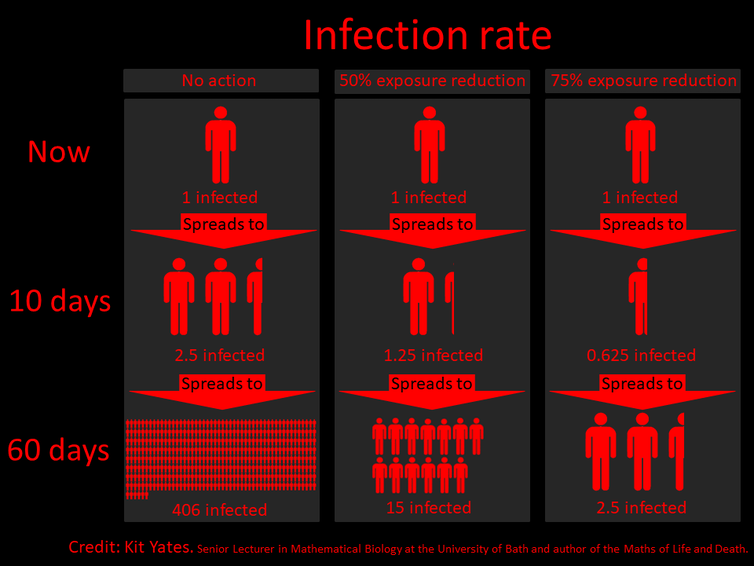 Infection rate
No action 50% exposure reduction 75% exposure reduction
Now
1 infected 1 infected 1 infected
Spreads to Spreads to Spreads to
10 days
2.5 infected 1.25 infected 0.625 infected
Spreads to Spreads to Spreads to
60 days
406 infected 15 infected 2.5 infected
Credit: Kit Yates. Senior Lecturer in Mathematical Biology at the University of Bath and author of the Maths of Life and Death.